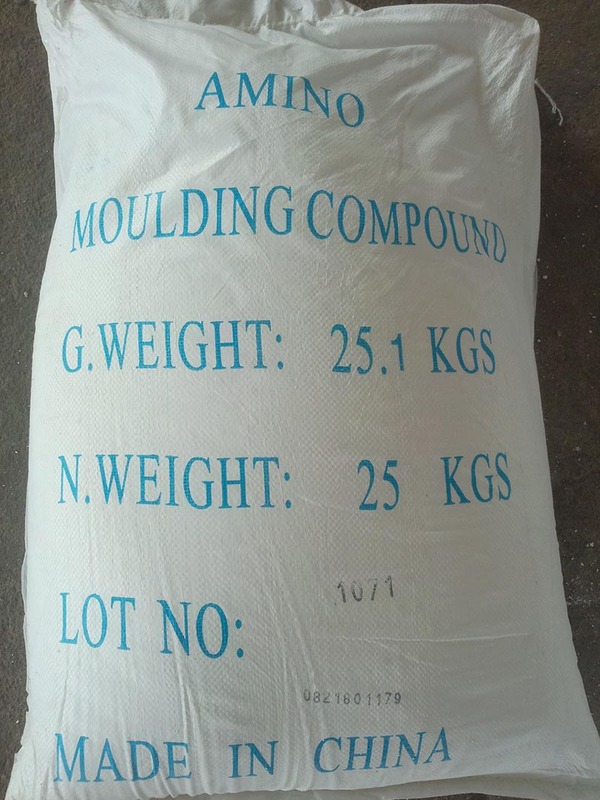 AMINO
MOULDING COMPOUND
G.WEIGHT: 25.1 KGS
N.WEIGHT: 25 KGS
1071
LOT NO:
0821601179
MADE IN CHINA